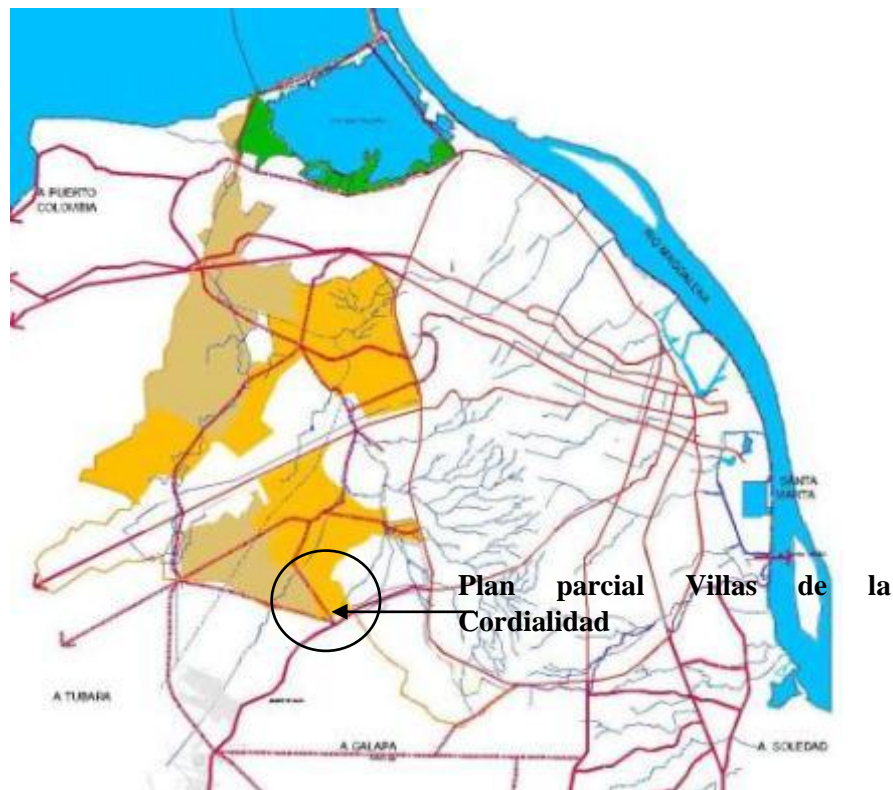 A PUERTO
COLOMBIA
RIO MAGDALENA
SANTA
MARTA
Plan parcial Villas de la
Cordialidad
A TUBARA
A GALAPA
A SOLEDAD